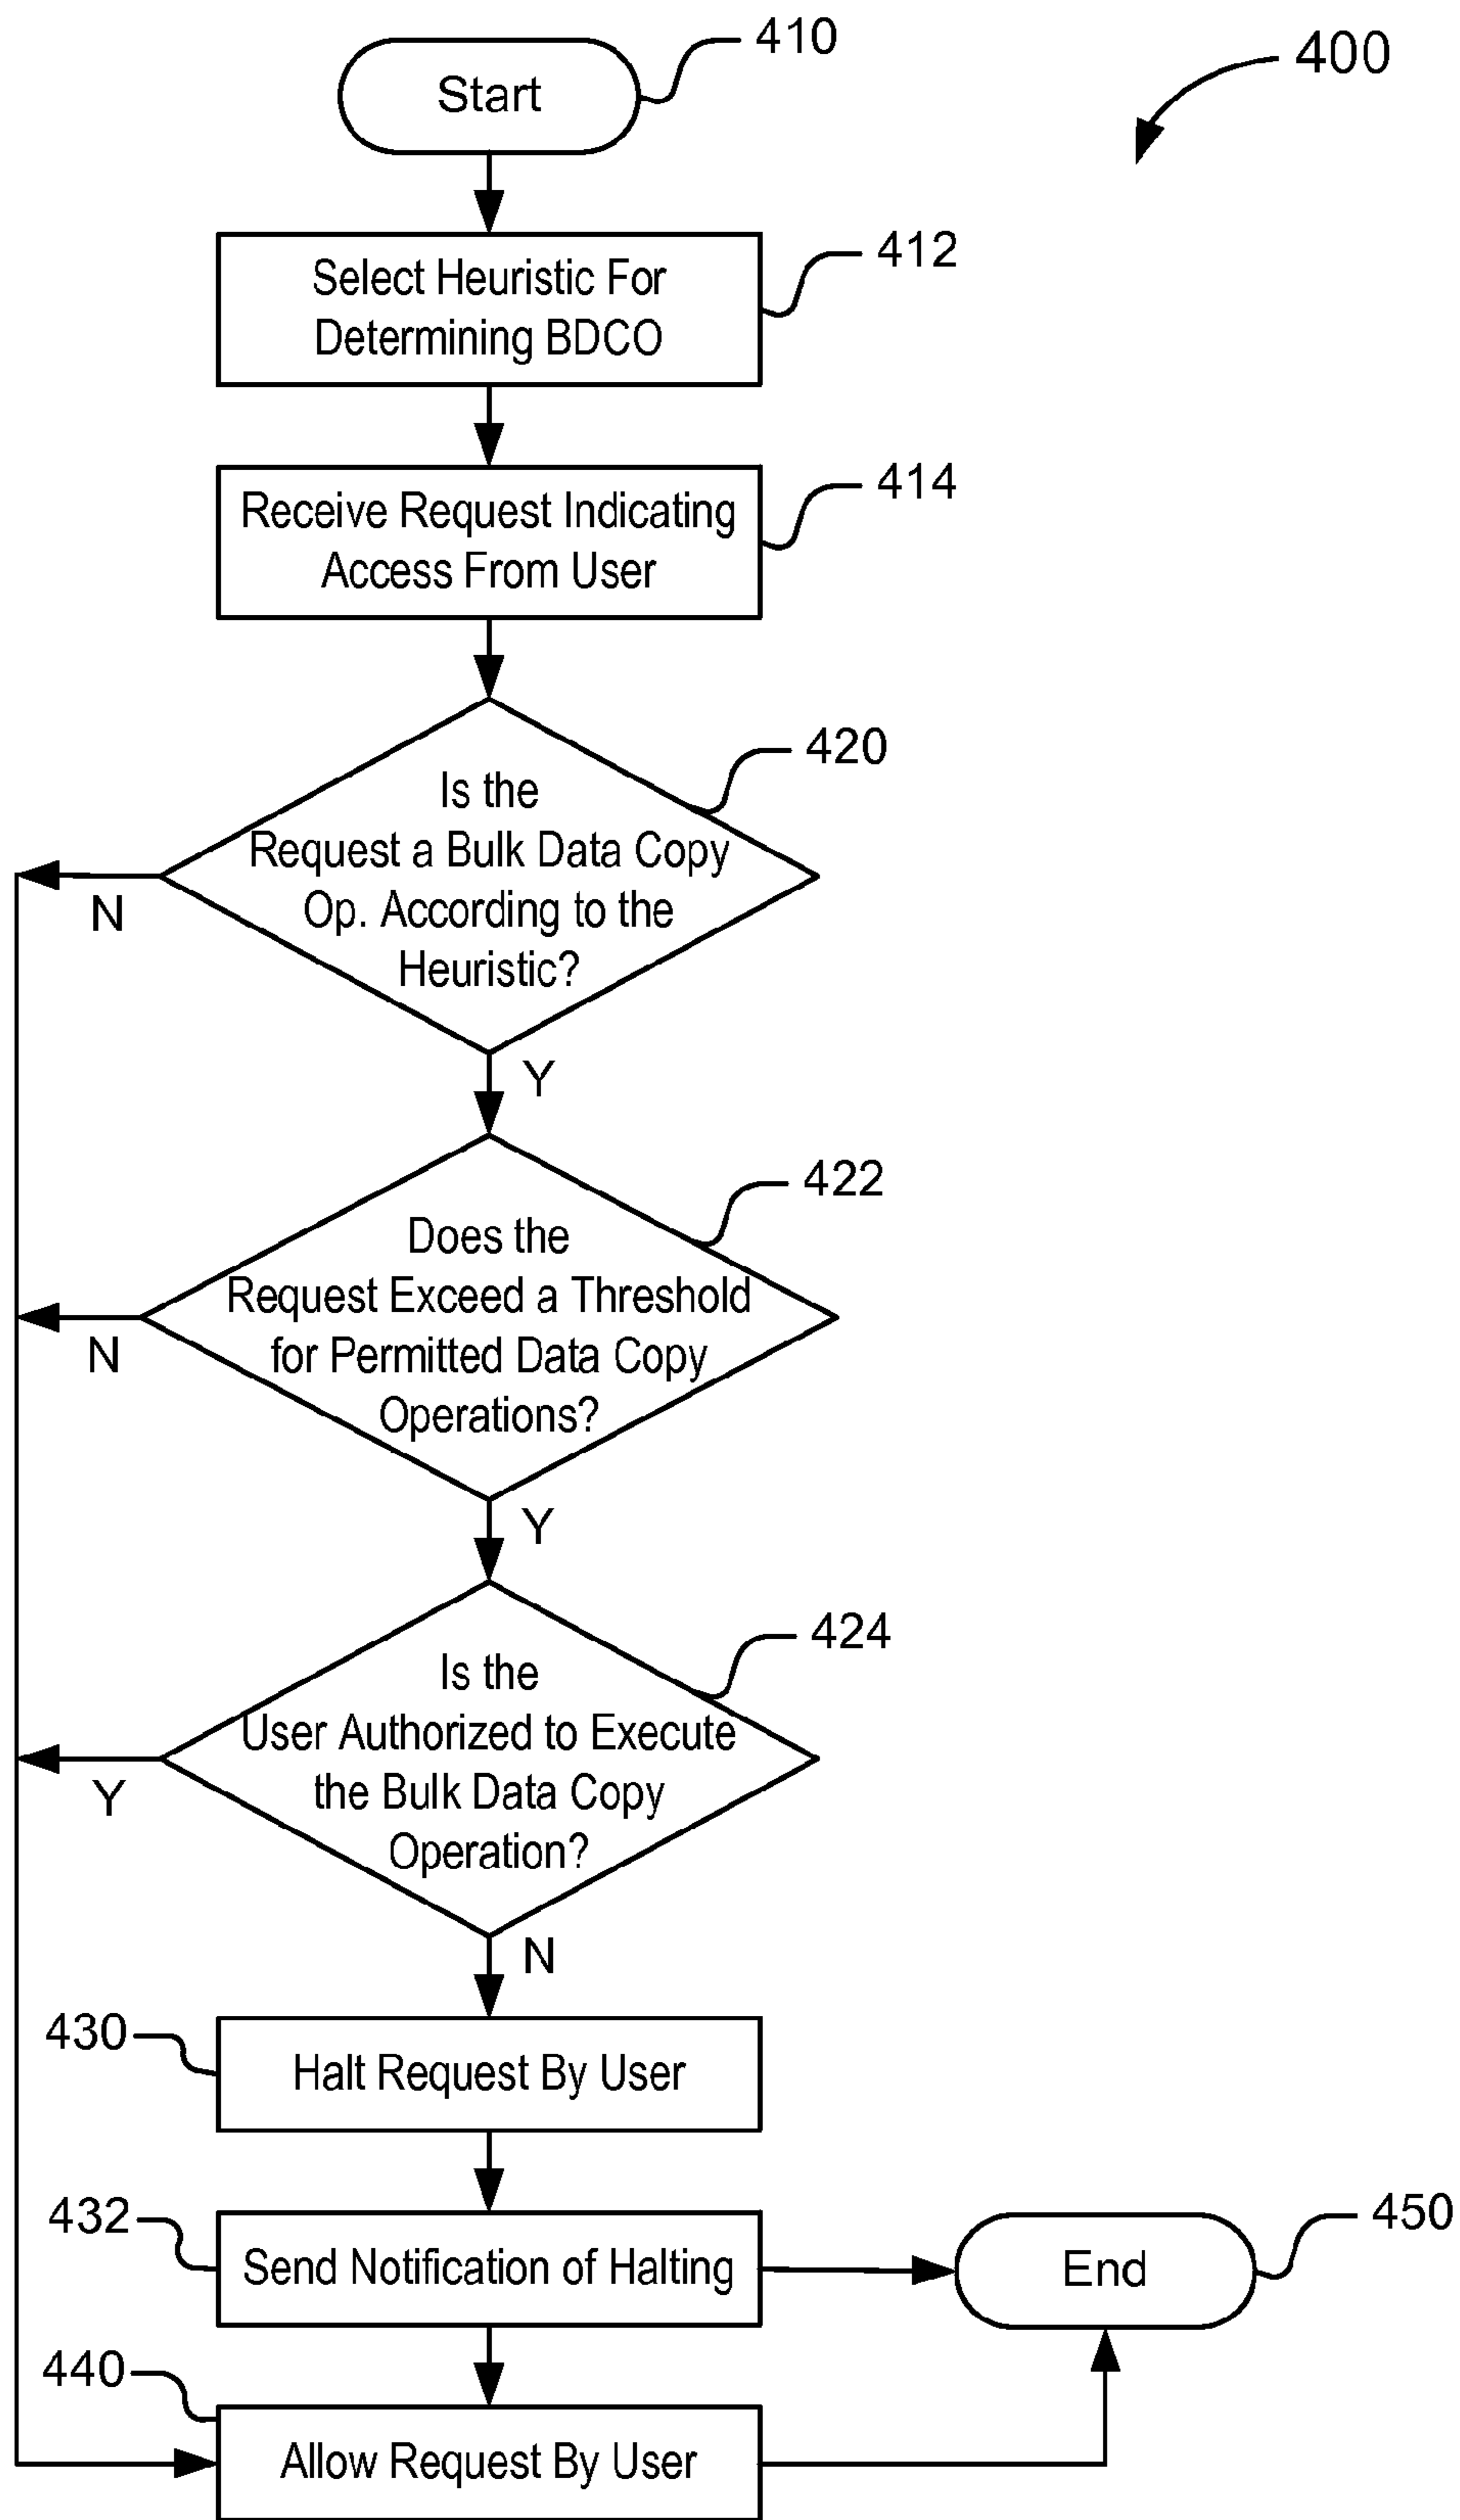 410
400
Start
412
Select Heuristic For
Determining BDCO
414
Receive Request Indicating
Access From User
420
Is the
Request a Bulk Data Copy
Op. According to the
Heuristic?
N
Y
422
Does the
Request Exceed a Threshold
for Permitted Data Copy
Operations?
N
Y
424
Is the
User Authorized to Execute
the Bulk Data Copy
Operation?
Y
N
430
Halt Request By User
432
Send Notification of Halting
450
End
440
Allow Request By User